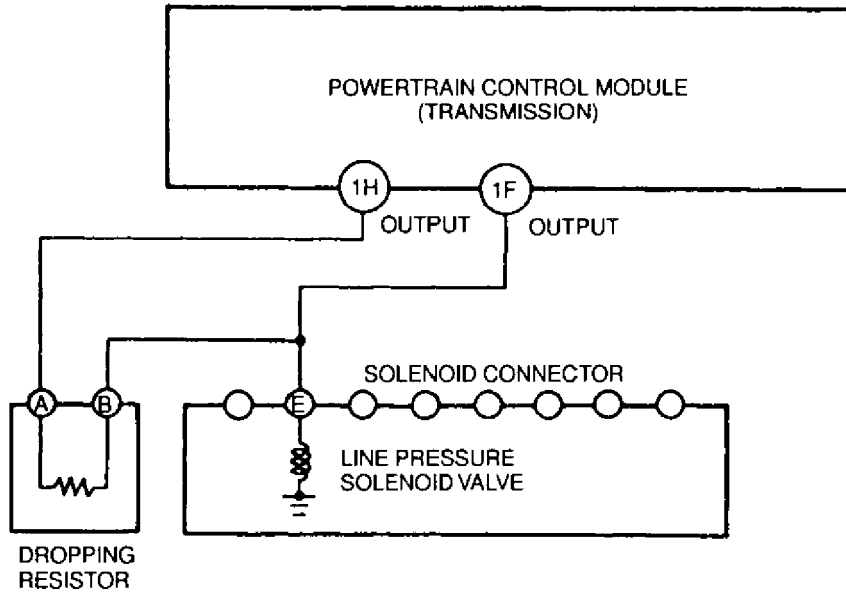 POWERTRAIN CONTROL MODULE
(TRANSMISSION)
1H
1F
OUTPUT
OUTPUT
SOLENOID CONNECTOR
A
B
E
LINE PRESSURE
SOLENOID VALVE
DROPPING
RESISTOR